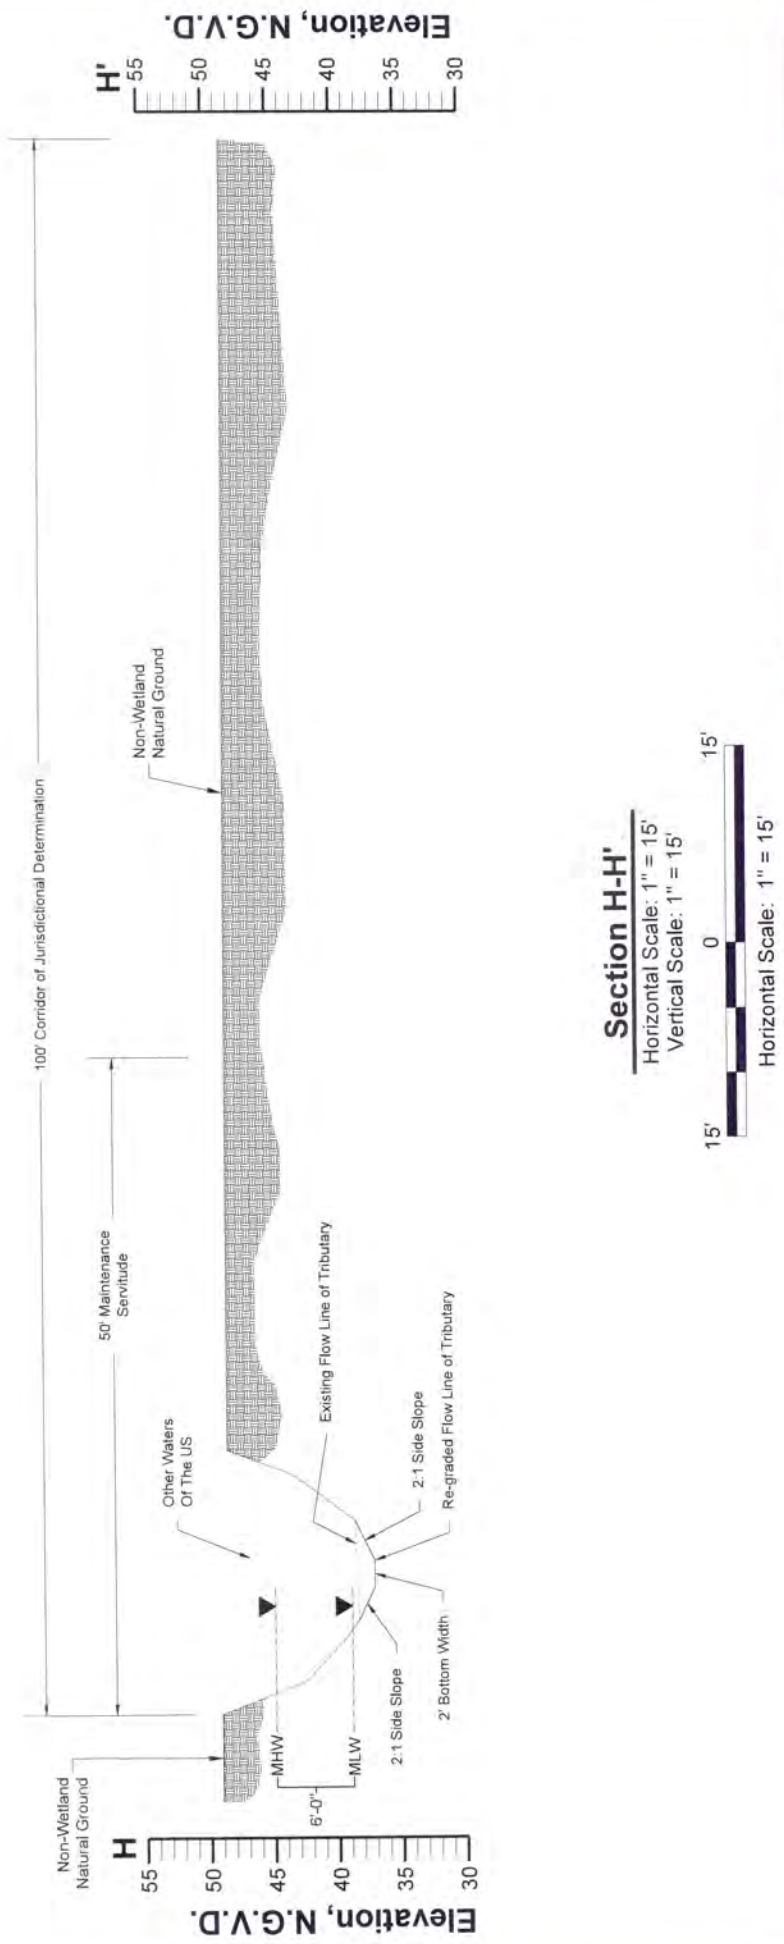 100' Corridor of Jurisdictional Determination
50' Maintenance
Servitude
Non-Wetland
Natural Ground
Other Waters
Of The US
Non-Wetland
Natural Ground
H
55
50
45
40
35
30
Elevation, N.G.V.D.
H'
55
50
45
40
35
30
Elevation, N.G.V.D.
MHW
MLW
6'-0"
Existing Flow Line of Tributary
2:1 Side Slope
Re-graded Flow Line of Tributary
2' Bottom Width
2:1 Side Slope
Section H-H'
Horizontal Scale: 1" = 15'
Vertical Scale: 1" = 15'
15'
0
15'
Horizontal Scale: 1" = 15'